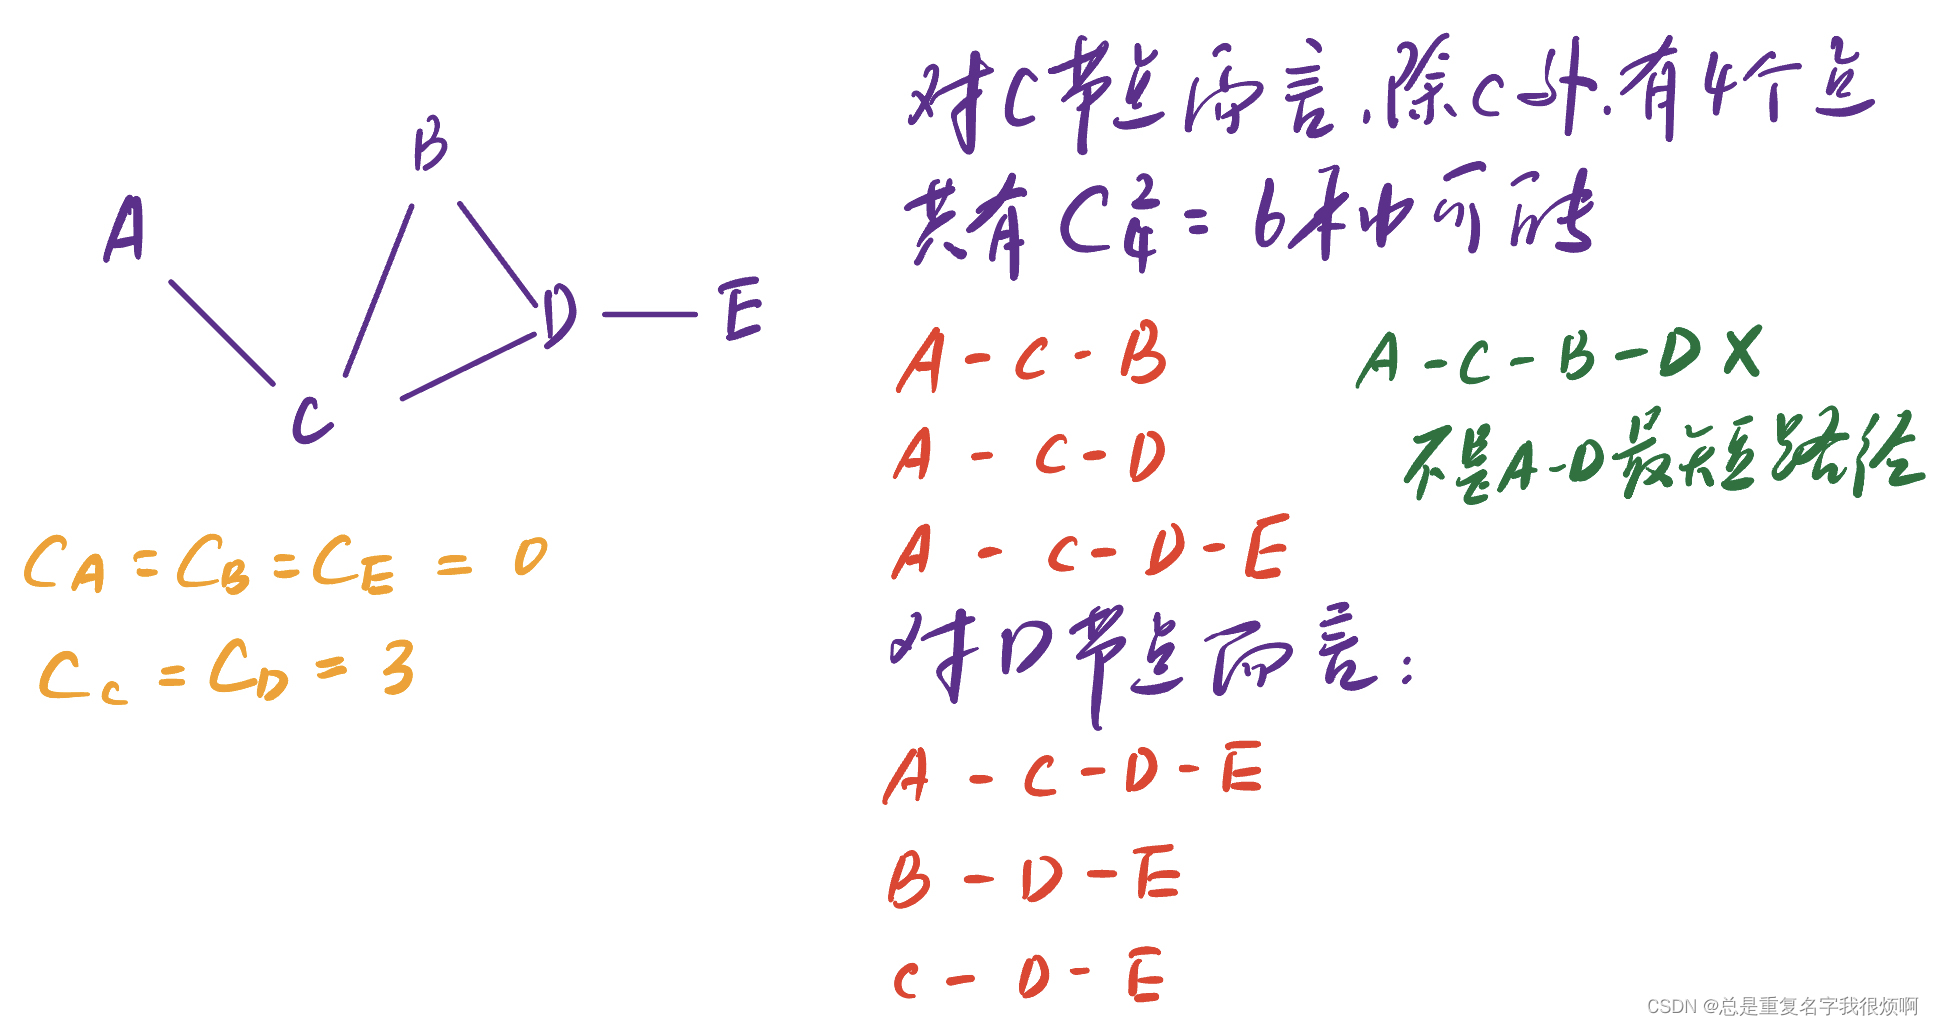 A
B
C
D
E
C_A = C_B = C_E = 0
C_C = C_D = 3
对C节点而言,除C外,有4个点
共有 C_4^2 = 6种可能
A - C - B
A - C - D
A - C - D - E
A - C - B - D X
不是A-D最短路径
对D节点而言:
A - C - D - E
B - D - E
C - D - E
CSDN @总是重复名字我很烦啊